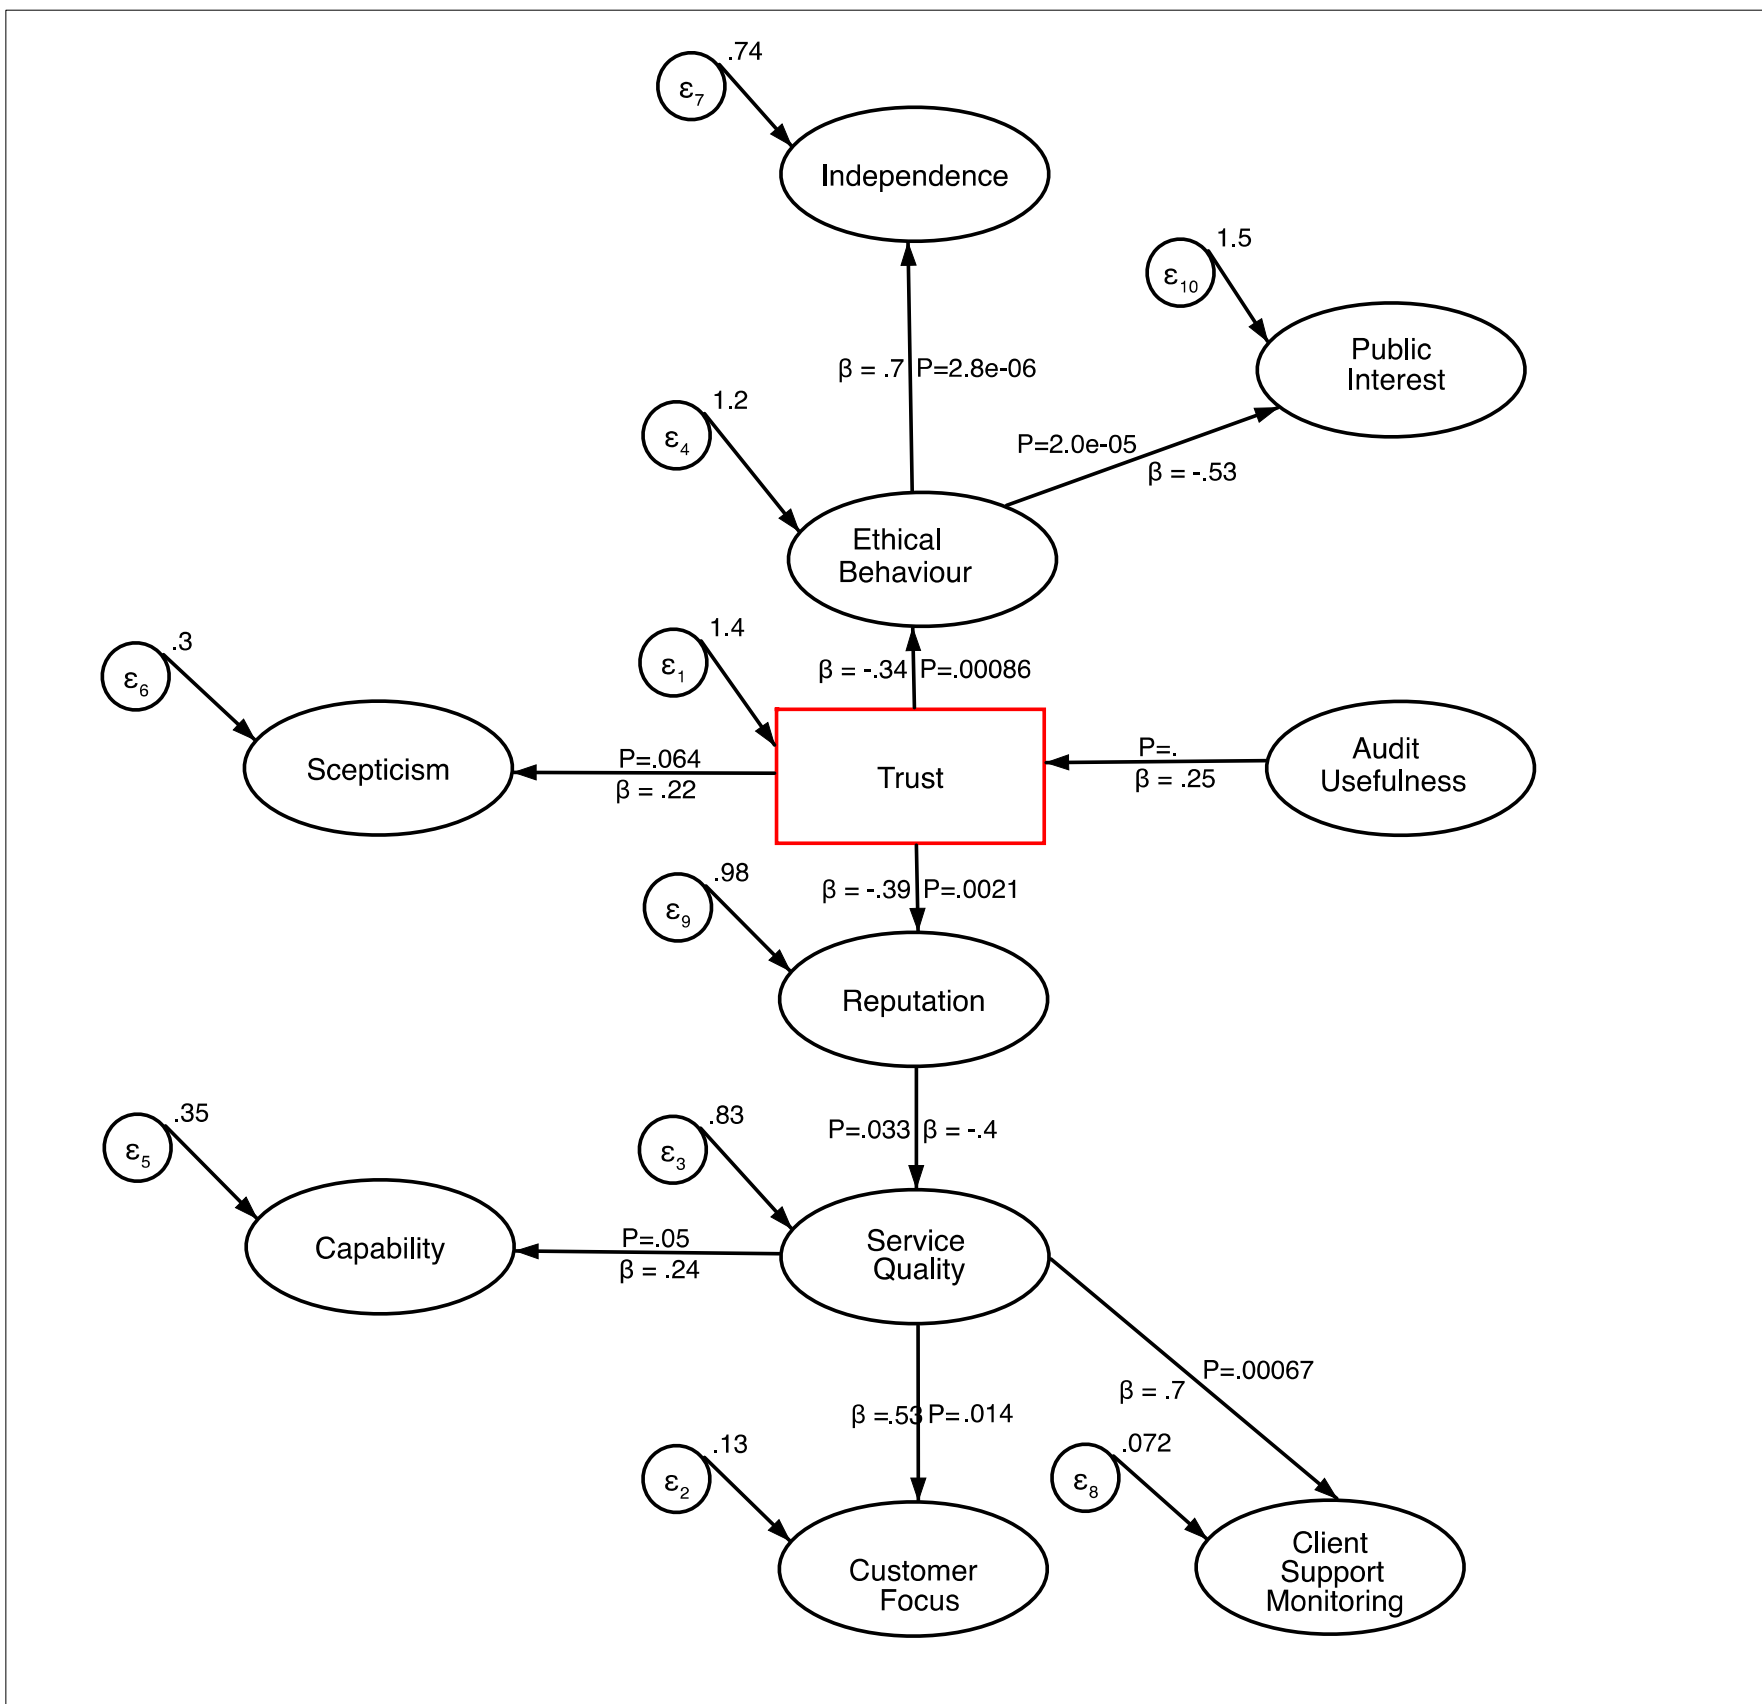 .74
ε7
Independence
1.5
ε10
Public
Interest
β = .7 P=2.8e-06
1.2
ε4
P=2.0e-05
β = -.53
Ethical
Behaviour
.3
ε6
1.4
ε1
β = -.34 P=.00086
Scepticism
P=.064
β = .22
Trust
P=.
β = .25
Audit
Usefulness
.98
ε9
β = -.39 P=.0021
Reputation
.35
ε5
.83
ε3
P=.033 β = -.4
Capability
P=.05
β = .24
Service
Quality
P=.00067
β = .7
β =.53 P=.014
.13
ε2
.072
ε8
Customer
Focus
Client
Support
Monitoring